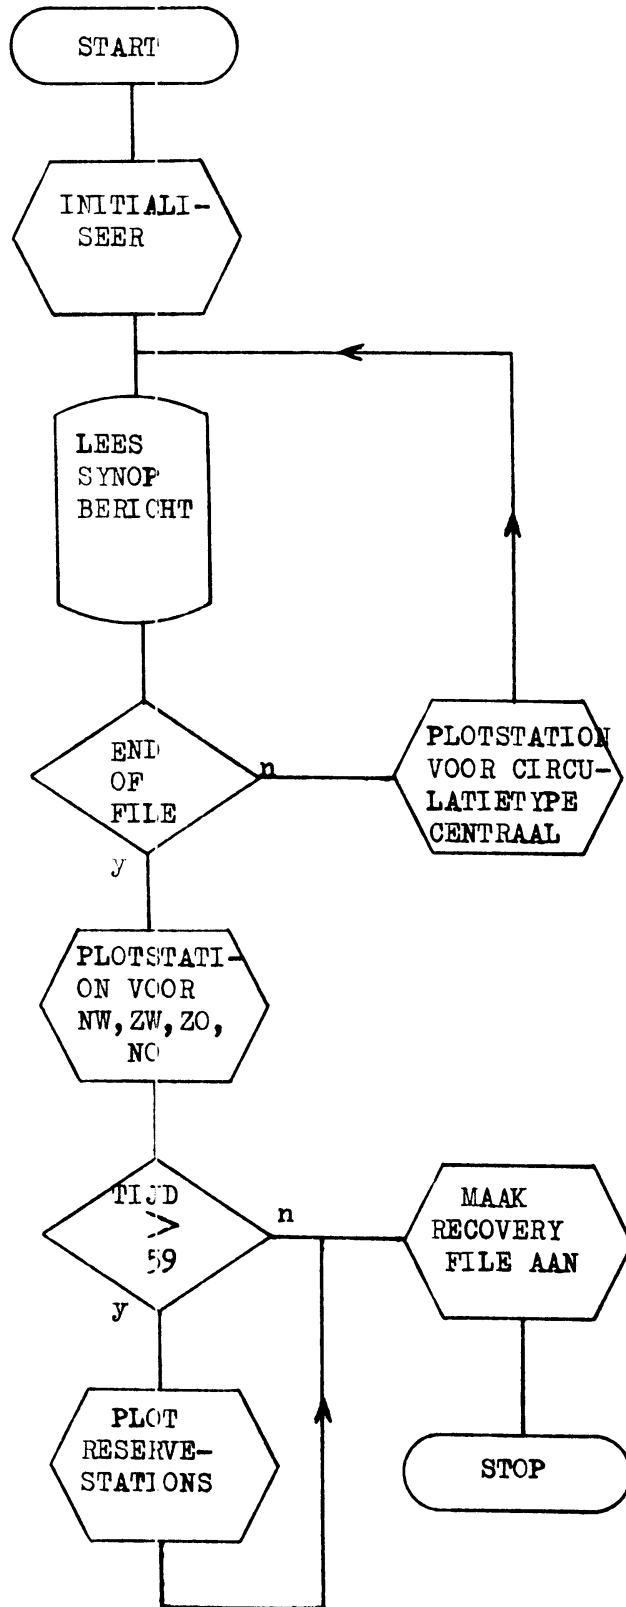 START
INITIALI-
SEER
LEES
SYNOP
BERICHT
END
OF
FILE
n
PLOTSTATION
VOOR CIRCU-
LATIETYPE
CENTRAAL
y
PLOTSTATI-
ON VOOR
NW,ZW,ZO,
NO
TIJD
>
59
n
y
MAAK
RECOVERY
FILE AAN
PLOT
RESERVE-
STATIONS
STOP